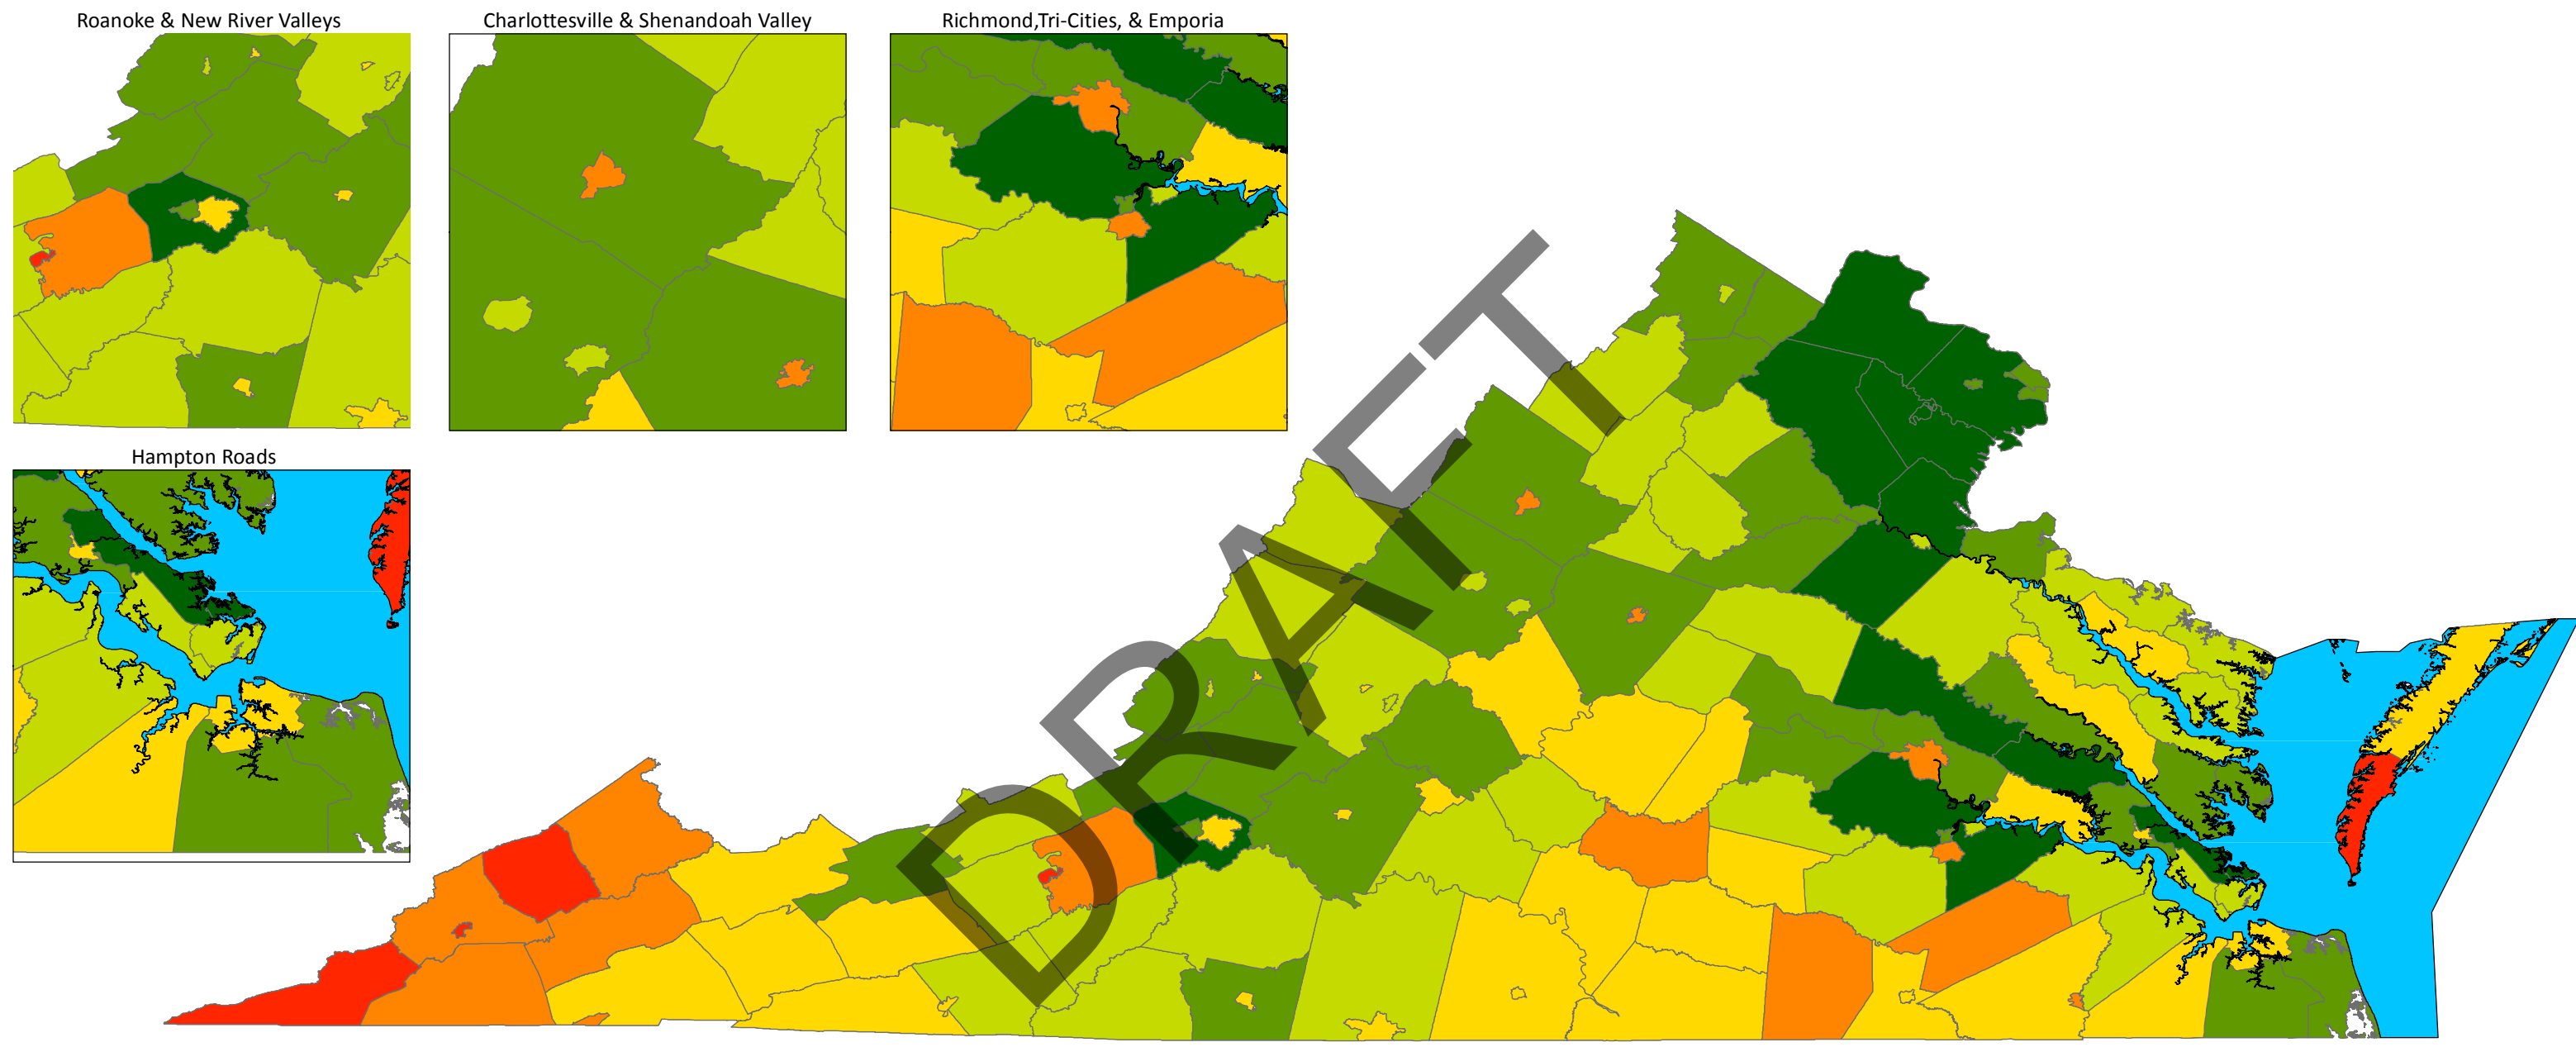 Roanoke & New River Valleys
Charlottesville & Shenandoah Valley
Richmond,Tri-Cities, & Emporia
Hampton Roads
DRAFT